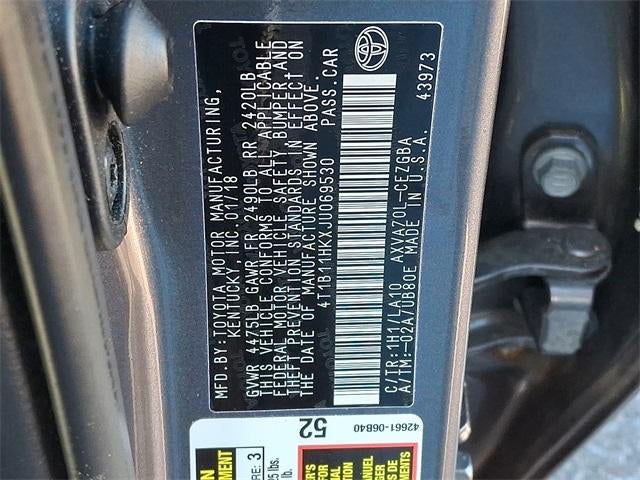 MFD.BY:TOYOTA MOTOR MANUFACTURING,
KENTUCKY, INC. 01/18
GVWR 4475LB GAWR FR 2490LB RR 2420LB
THIS VEHICLE CONFORMS TO ALL APPLICABLE
FEDERAL MOTOR VEHICLE SAFETY, BUMPER AND
THEFT PREVENTION STANDARDS IN EFFECT ON
THE DATE OF MANUFACTURE SHOWN ABOVE.
4T1B11HKXJU069530 PASS.CAR
C/TR:1H1/LA10 AXVA70L-CEZGBA
A/TM:-02A/UB80E MADE IN U.S.A.
43973
52
42661-06B40